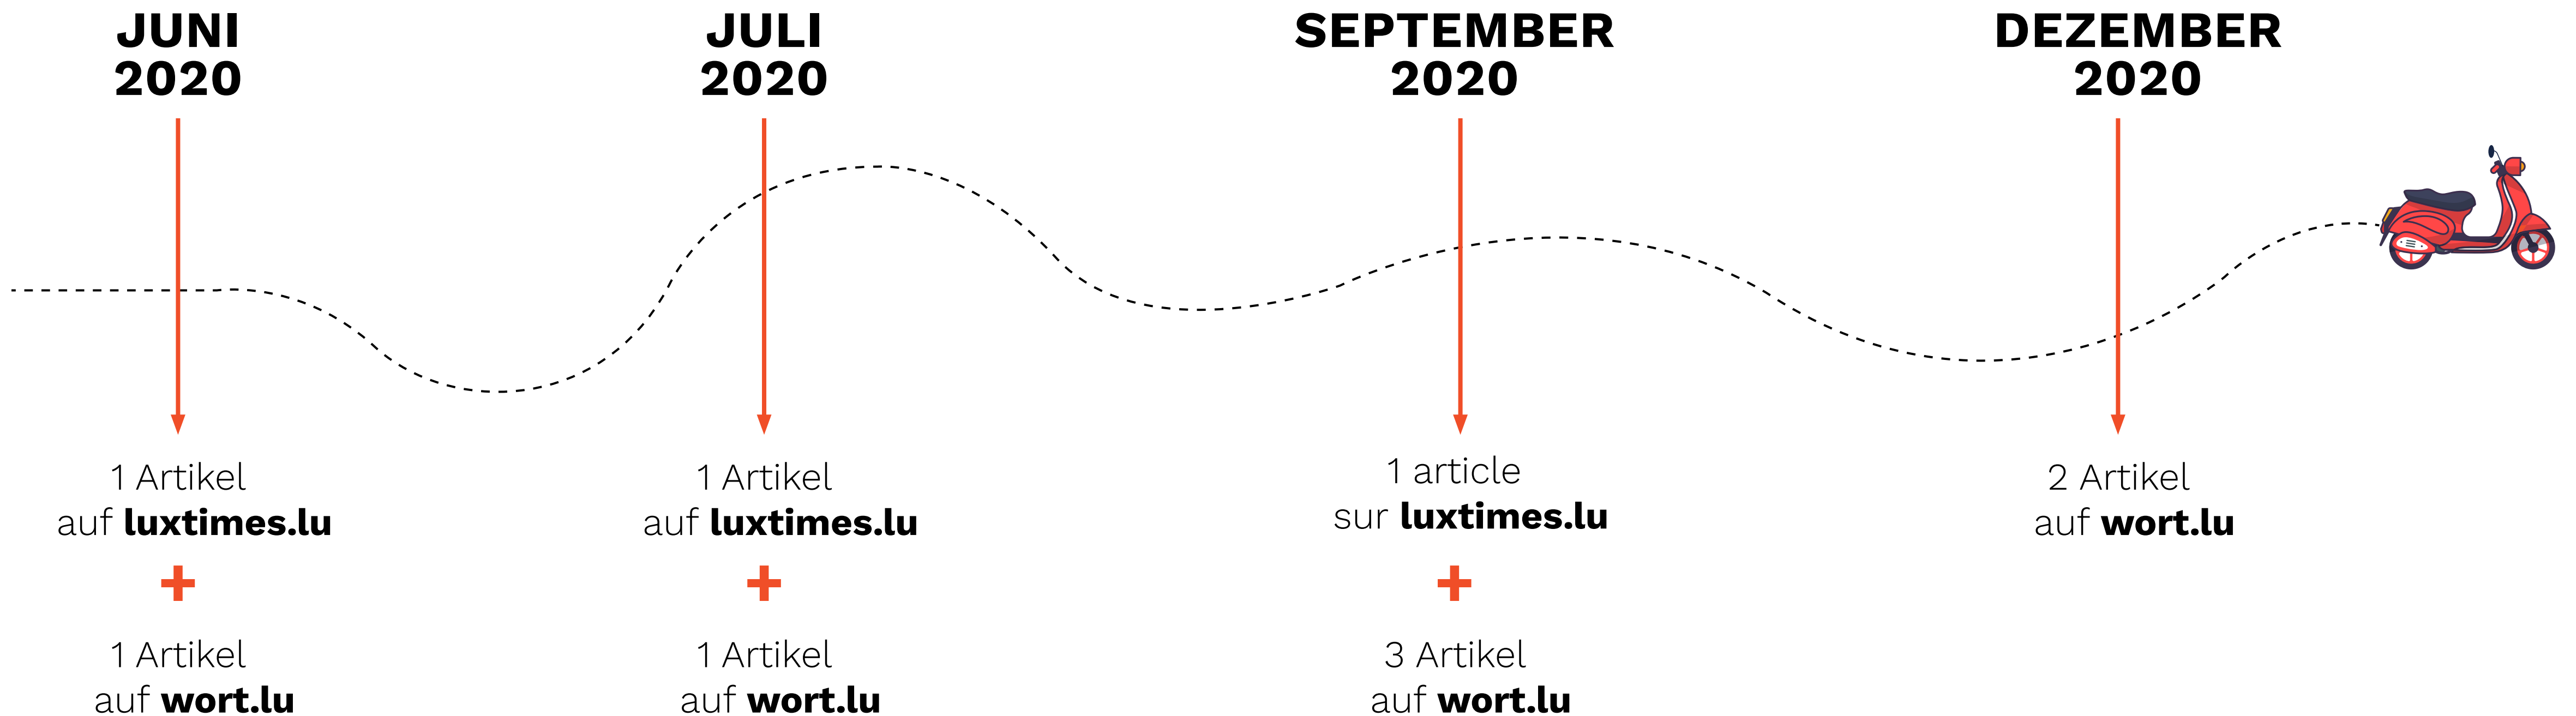 JUNI
2020
JULI
2020
SEPTEMBER
2020
DEZEMBER
2020
1 Artikel
auf luxtimes.lu
+
1 Artikel
auf wort.lu
1 Artikel
auf luxtimes.lu
+
1 Artikel
auf wort.lu
1 article
sur luxtimes.lu
+
3 Artikel
auf wort.lu
2 Artikel
auf wort.lu